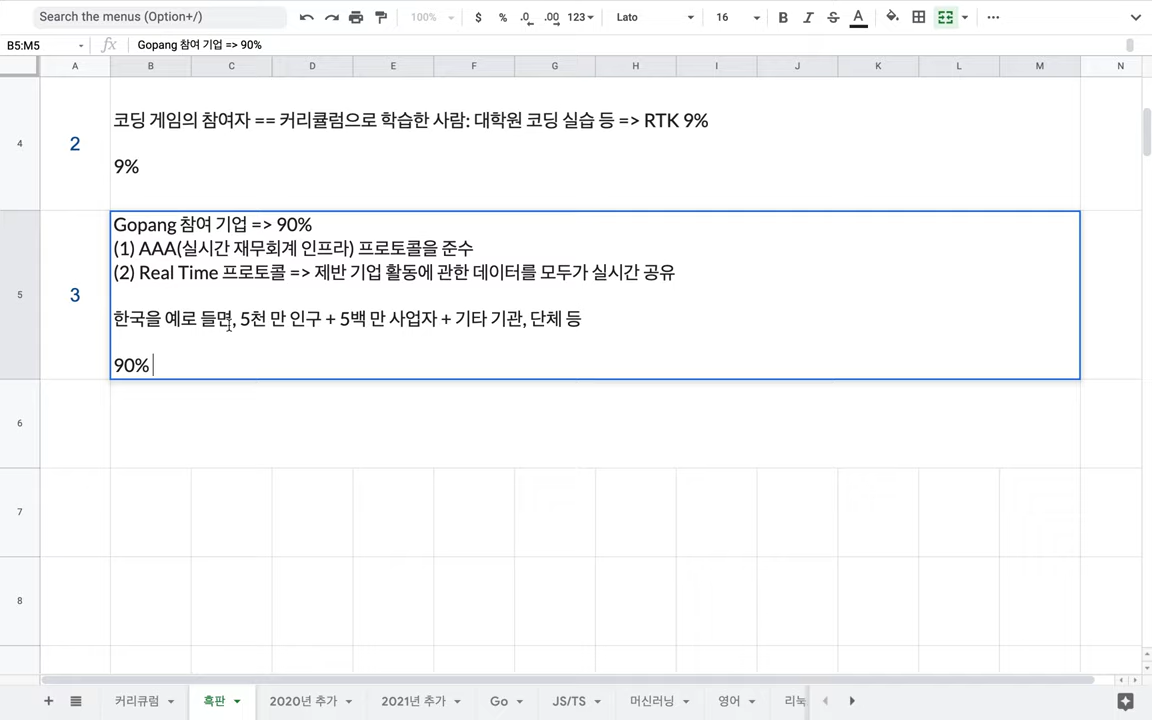 Search the menus (Option+/)
100%
$ % .0 .00 123
Lato
16
B I S A
B5:M5
fx
Gopang 참여 기업 => 90%
A B C D E F G H I J K L M N
4
2
코딩 게임의 참여자 == 커리큘럼으로 학습한 사람: 대학원 코딩 실습 등 => RTK 9%
9%
5
3
Gopang 참여 기업 => 90%
(1) AAA(실시간 재무회계 인프라) 프로토콜을 준수
(2) Real Time 프로토콜 => 제반 기업 활동에 관한 데이터를 모두가 실시간 공유
한국을 예로 들면, 5천 만 인구 + 5백 만 사업자 + 기타 기관, 단체 등
90%
6
7
8
커리큐럼 흑판 2020년 추가 2021년 추가 Go JS/TS 머신러닝 영어 리눅